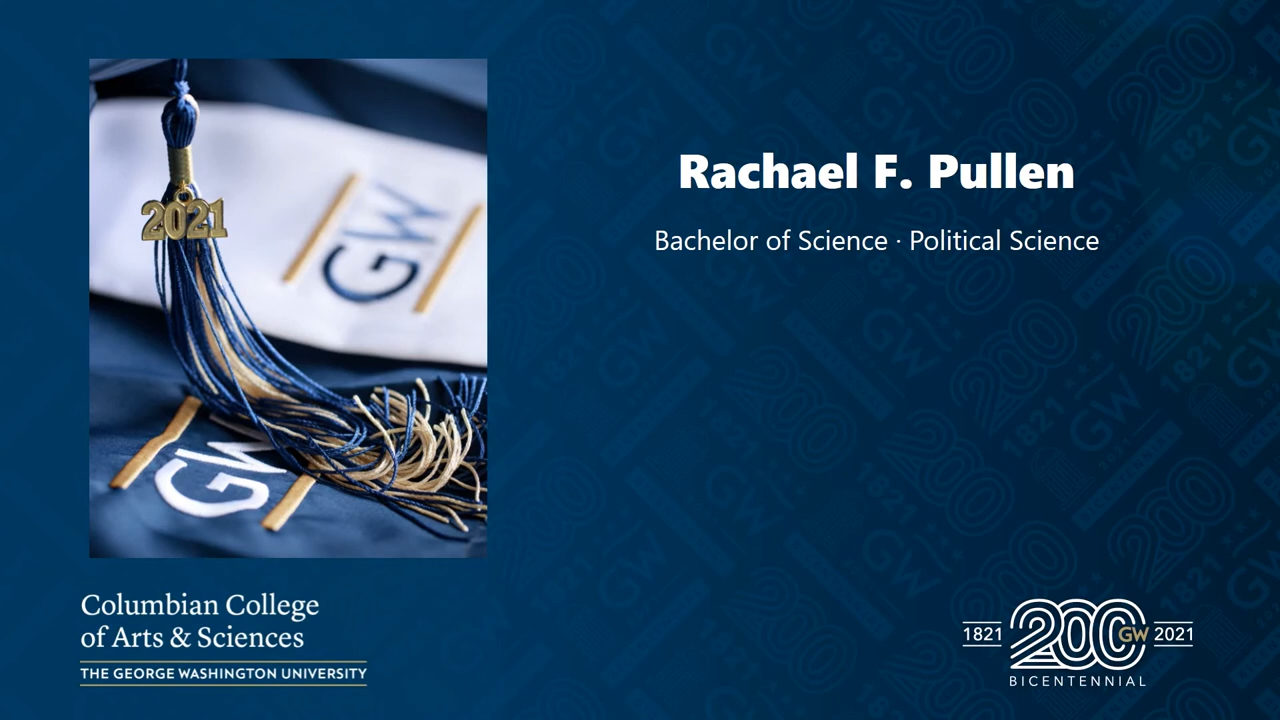 2021
GW
GW
Rachael F. Pullen
Bachelor of Science · Political Science
Columbian College
of Arts & Sciences
THE GEORGE WASHINGTON UNIVERSITY
1821 200 GW 2021
BICENTENNIAL